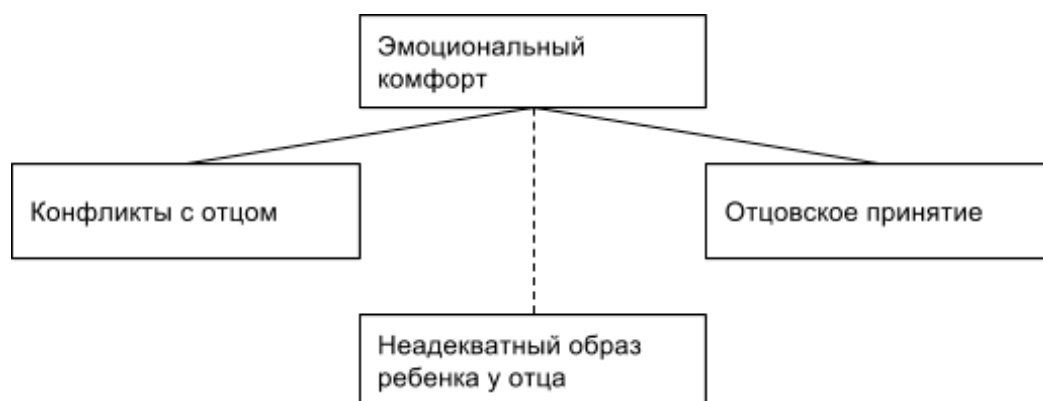 Эмоциональный
комфорт
Конфликты с отцом
Отцовское принятие
Неадекватный образ
ребенка у отца